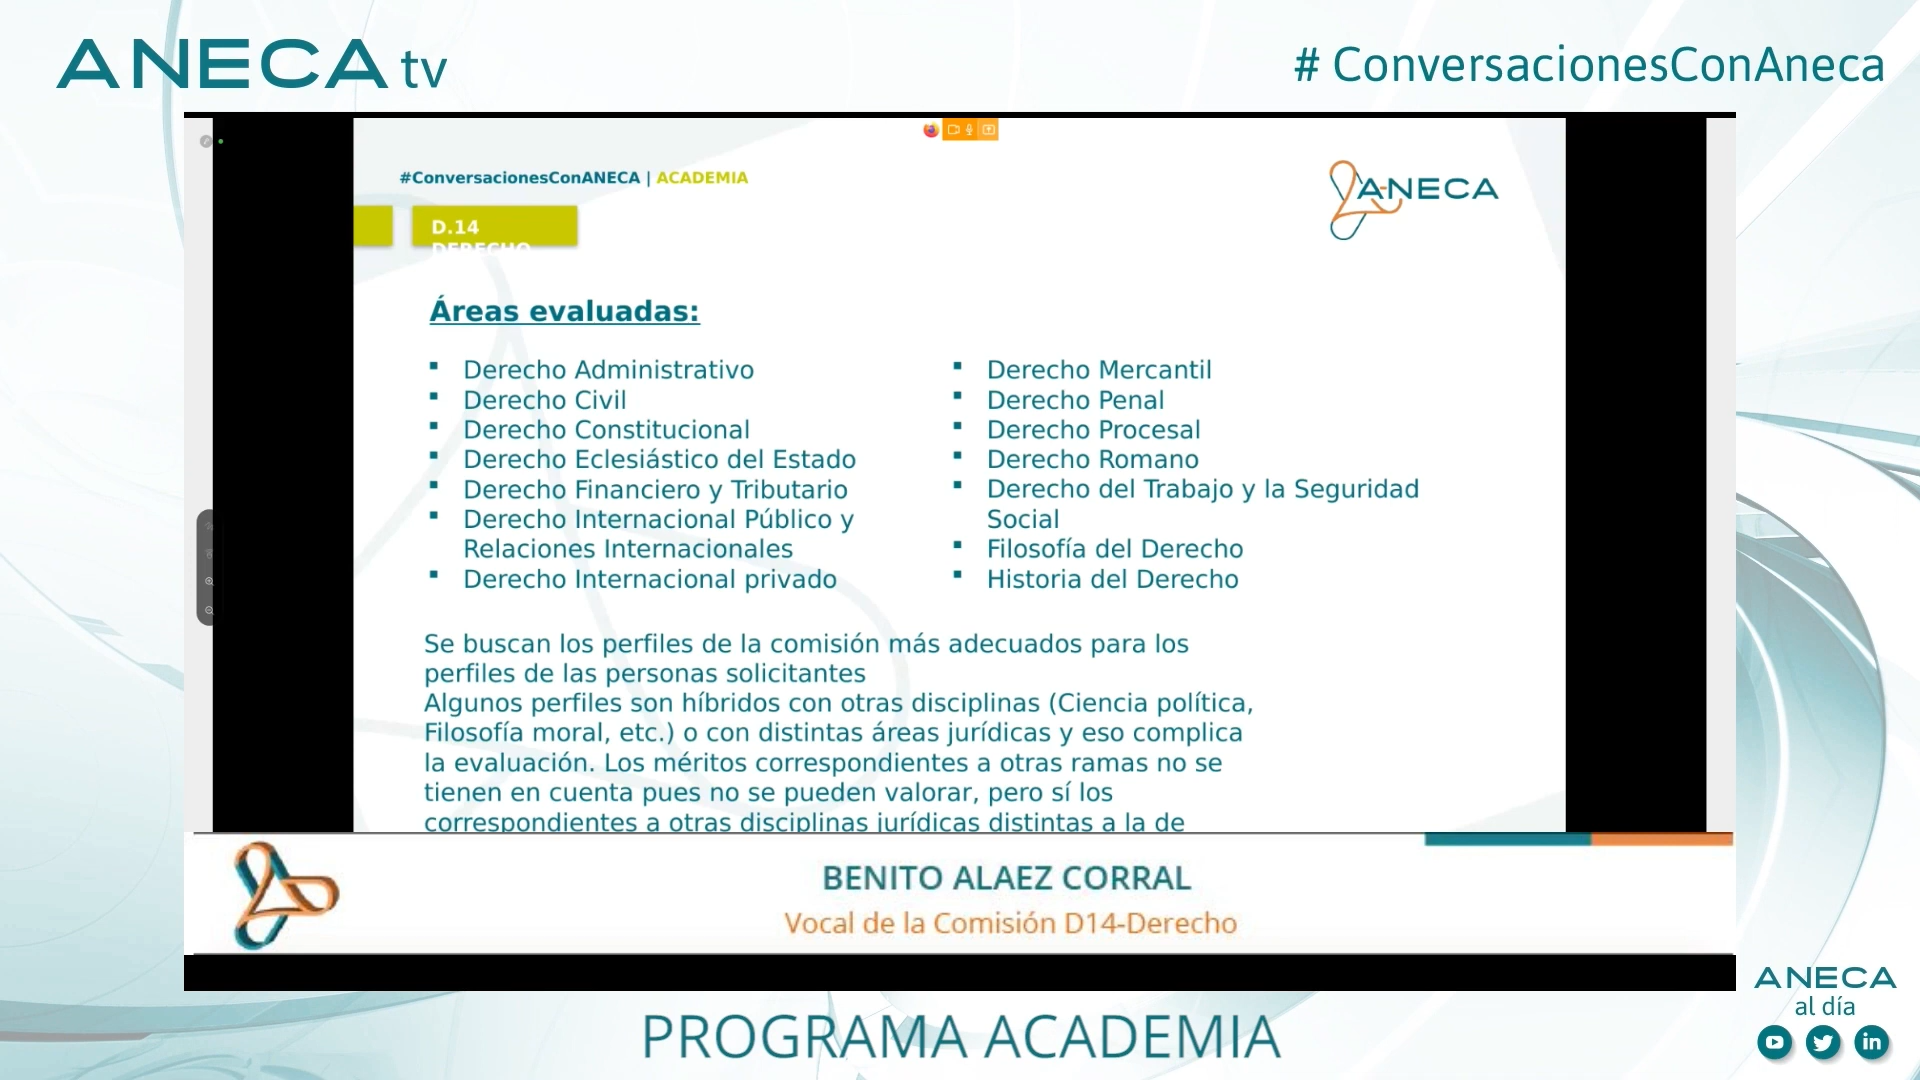 ANECA tv
# ConversacionesConAneca
#ConversacionesConANECA | ACADEMIA
ANECA
D.14
DERECHO
Áreas evaluadas:
Derecho Administrativo
Derecho Civil
Derecho Constitucional
Derecho Eclesiástico del Estado
Derecho Financiero y Tributario
Derecho Internacional Público y
Relaciones Internacionales
Derecho Internacional privado
Derecho Mercantil
Derecho Penal
Derecho Procesal
Derecho Romano
Derecho del Trabajo y la Seguridad
Social
Filosofía del Derecho
Historia del Derecho
Se buscan los perfiles de la comisión más adecuados para los
perfiles de las personas solicitantes
Algunos perfiles son híbridos con otras disciplinas (Ciencia política,
Filosofía moral, etc.) o con distintas áreas jurídicas y eso complica
la evaluación. Los méritos correspondientes a otras ramas no se
tienen en cuenta pues no se pueden valorar, pero sí los
correspondientes a otras disciplinas jurídicas distintas a la de
BENITO ALAEZ CORRAL
Vocal de la Comisión D14-Derecho
PROGRAMA ACADEMIA
ANECA
al día